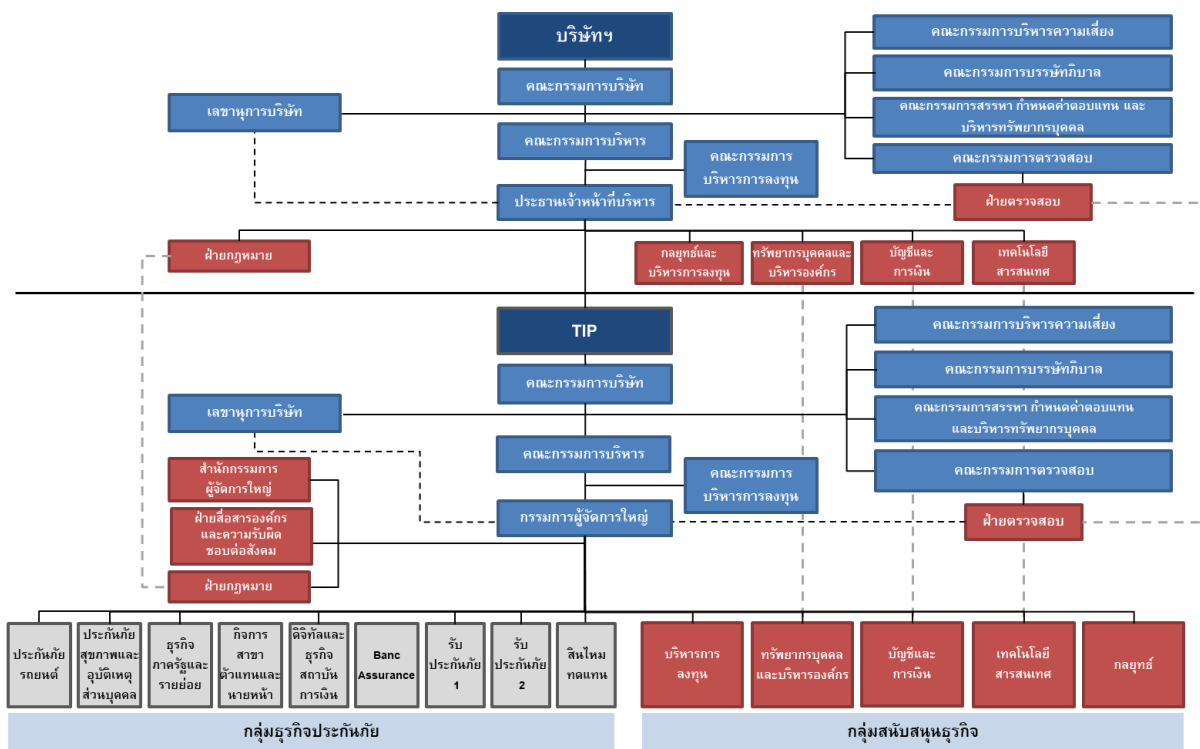 บริษัทฯ
คณะกรรมการบริหารความเสี่ยง
คณะกรรมการบริษัท
คณะกรรมการบรรษัทภิบาล
เลขานุการบริษัท
คณะกรรมการสรรหา กำหนดค่าตอบแทน และ
บริหารทรัพยากรบุคคล
คณะกรรมการบริหาร
คณะกรรมการ
บริหารการลงทุน
คณะกรรมการตรวจสอบ
ประธานเจ้าหน้าที่บริหาร
ฝ่ายตรวจสอบ
ฝ่ายกฎหมาย
กลยุทธ์และ
บริหารการลงทุน
ทรัพยากรบุคคลและ
บริหารองค์กร
บัญชีและ
การเงิน
เทคโนโลยี
สารสนเทศ
TIP
คณะกรรมการบริหารความเสี่ยง
คณะกรรมการบริษัท
คณะกรรมการบรรษัทภิบาล
เลขานุการบริษัท
คณะกรรมการสรรหา กำหนดค่าตอบแทน
และบริหารทรัพยากรบุคคล
คณะกรรมการบริหาร
คณะกรรมการ
บริหารการลงทุน
คณะกรรมการตรวจสอบ
สำนักกรรมการ
ผู้จัดการใหญ่
กรรมการผู้จัดการใหญ่
ฝ่ายตรวจสอบ
ฝ่ายสื่อสารองค์กร
และความรับผิด
ชอบต่อสังคม
ฝ่ายกฎหมาย
ประกันภัย
รถยนต์
ประกันภัย
สุขภาพและ
อุบัติเหตุ
ส่วนบุคคล
ธุรกิจ
ภาครัฐและ
รายย่อย
กิจการ
สาขา
ตัวแทนและ
นายหน้า
ดิจิทัลและ
ธุรกิจ
สถาบัน
การเงิน
Banc
Assurance
รับ
ประกันภัย
1
รับ
ประกันภัย
2
สินไหม
ทดแทน
บริหารการ
ลงทุน
ทรัพยากรบุคคล
และบริหารองค์กร
บัญชีและ
การเงิน
เทคโนโลยี
สารสนเทศ
กลยุทธ์
กลุ่มธุรกิจประกันภัย
กลุ่มสนับสนุนธุรกิจ